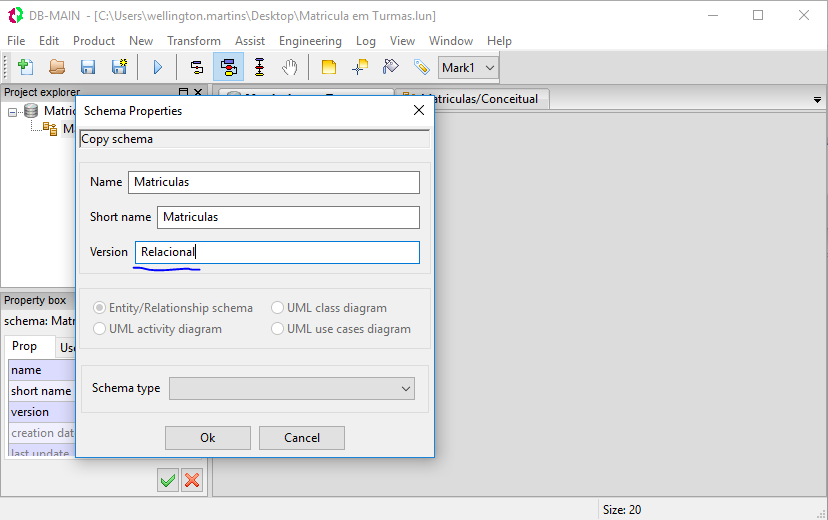 DB-MAIN - [C:\Users\wellington.martins\Desktop\Matricula em Turmas.lun]
File Edit Product New Transform Assist Engineering Log View Window Help
Mark1
Project explorer
Matric
atriculas/Conceitual
Schema Properties
Copy schema
Name Matriculas
Short name Matriculas
Version Relacional
Entity/Relationship schema UML class diagram
UML activity diagram UML use cases diagram
Schema type
Ok Cancel
Property box
schema: Matr
Prop Use
name
short name
version
creation dat
last update
Size: 20